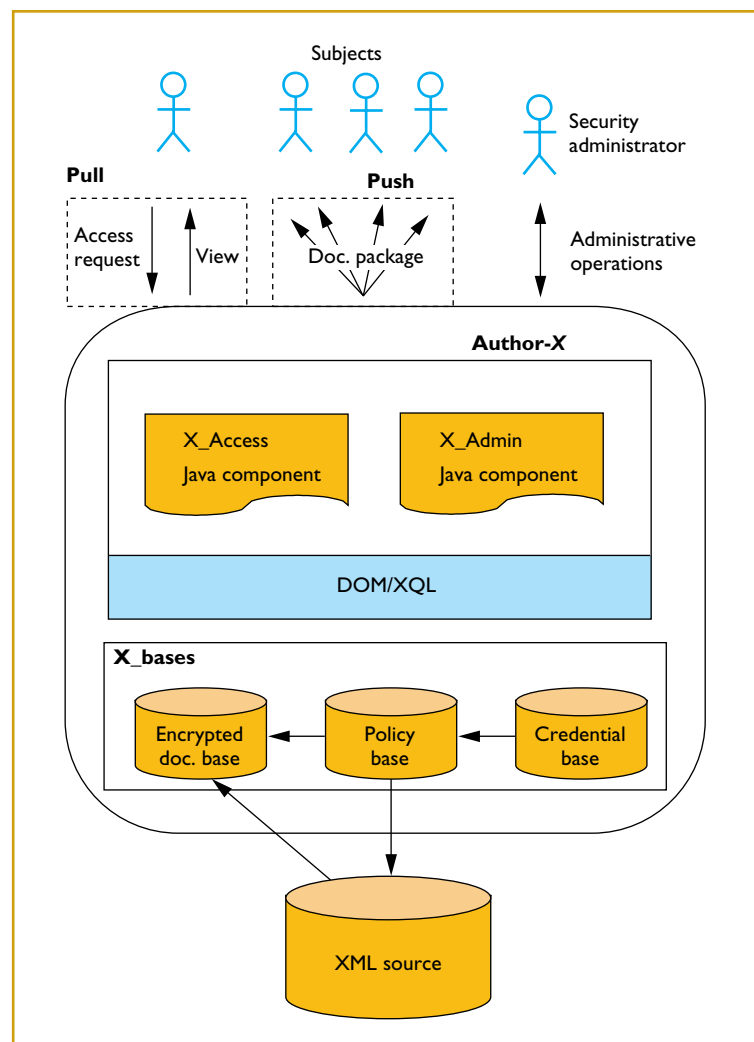 Subjects
Security
administrator
Pull
Push
Access
request
View
Doc. package
Administrative
operations
Author-X
X_Access
Java component
X_Admin
Java component
DOM/XQL
X_bases
Encrypted
doc. base
Policy
base
Credential
base
XML source